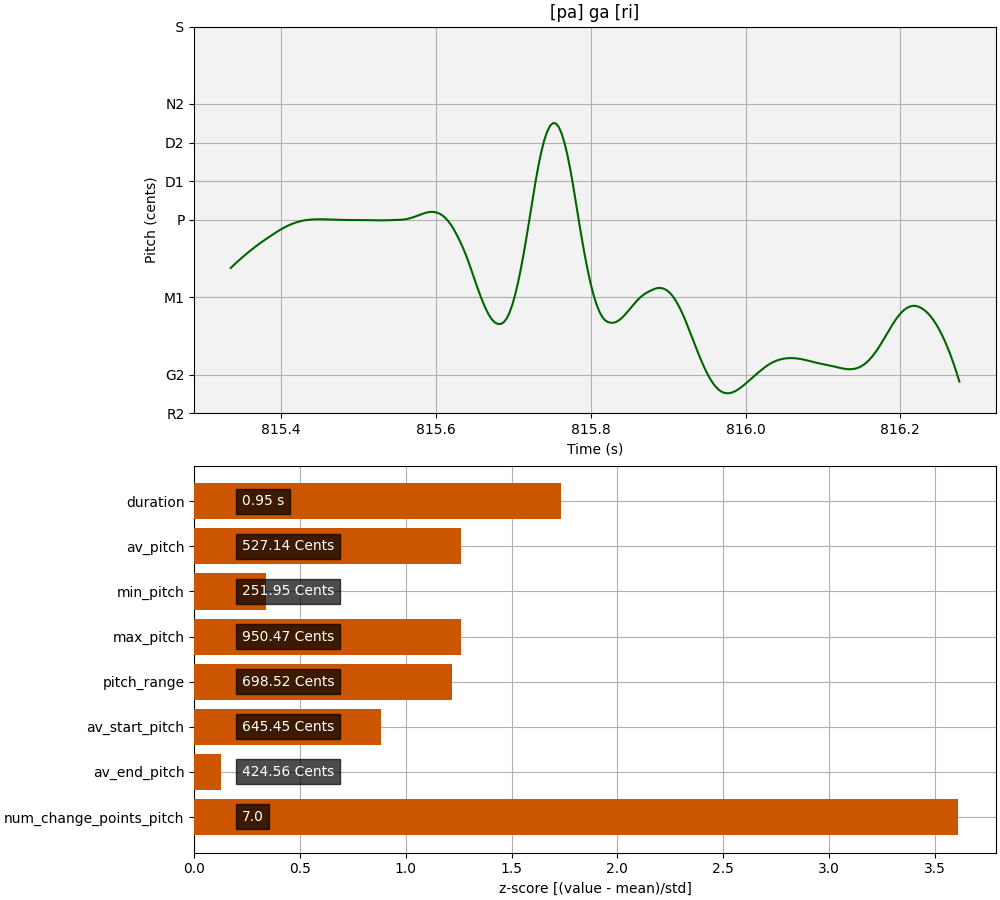 [pa] ga [ri]
S
N2
D2
D1
P
M1
G2
R2
Pitch (cents)
815.4 815.6 815.8 816.0 816.2
Time (s)
duration 0.95 s
av_pitch 527.14 Cents
min_pitch 251.95 Cents
max_pitch 950.47 Cents
pitch_range 698.52 Cents
av_start_pitch 645.45 Cents
av_end_pitch 424.56 Cents
num_change_points_pitch 7.0
0.0 0.5 1.0 1.5 2.0 2.5 3.0 3.5
z-score [(value - mean)/std]